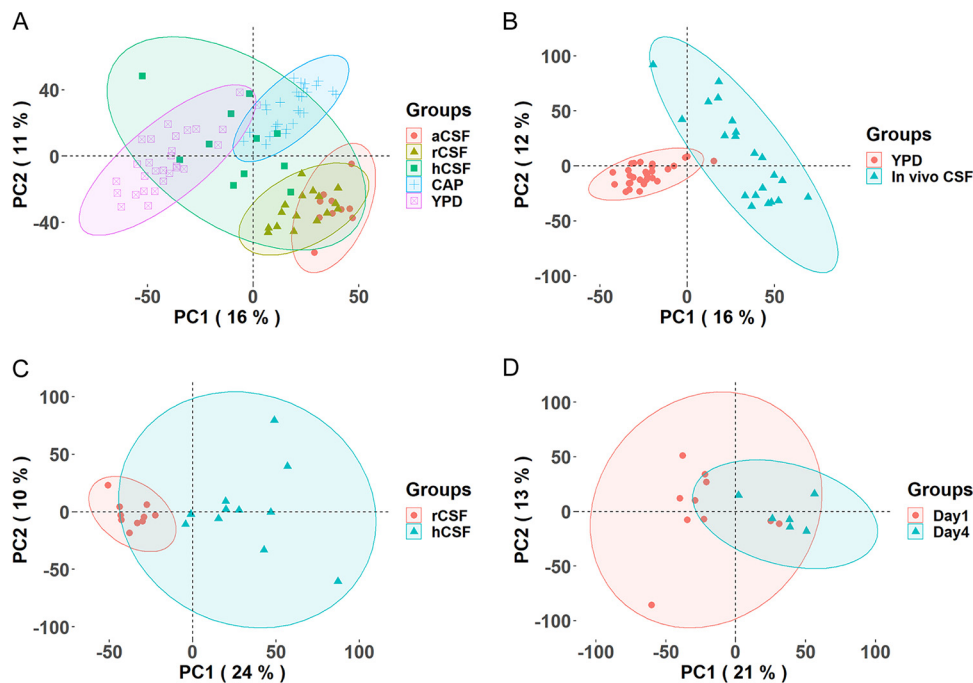 A
PC2 ( 11 % )
40
0
-40
-50
0
50
PC1 ( 16 % )
Groups
aCSF
rCSF
hCSF
CAP
YPD
B
PC2 ( 12 % )
100
50
0
-50
-100
-50
0
50
PC1 ( 16 % )
Groups
YPD
In vivo CSF
C
PC2 ( 10 % )
100
50
0
-50
-100
-50
0
50
100
PC1 ( 24 % )
Groups
rCSF
hCSF
D
PC2 ( 13 % )
100
50
0
-50
-100
-100
-50
0
50
100
PC1 ( 21 % )
Groups
Day1
Day4